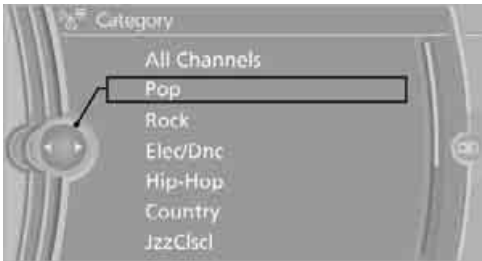 Category
All Channels
Pop
Rock
Elec/Dnc
Hip-Hop
Country
JzzClscl